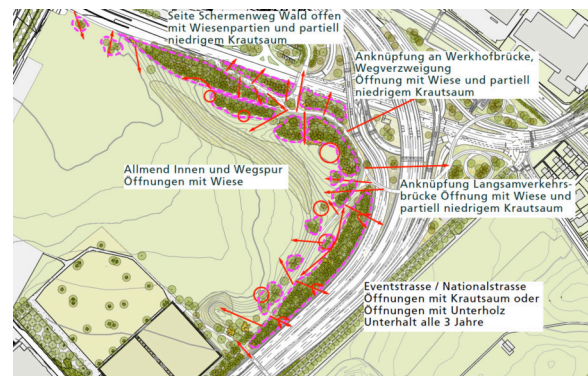 Seite Schermenweg Wald offen
mit Wiesenpartien und partiell
niedrigem Krautsaum
Anknüpfung an Werkhofbrücke,
Wegverzweigung
Öffnung mit Wiese und partiell
niedrigem Krautsaum
Allmend Innen und Wegspur
Öffnungen mit Wiese
Anknüpfung Langsamverkehrs-
brücke Öffnung mit Wiese und
partiell niedrigem Krautsaum
Eventstrasse / Nationalstrasse
Öffnungen mit Krautsaum oder
Öffnungen mit Unterholz
Unterhalt alle 3 Jahre